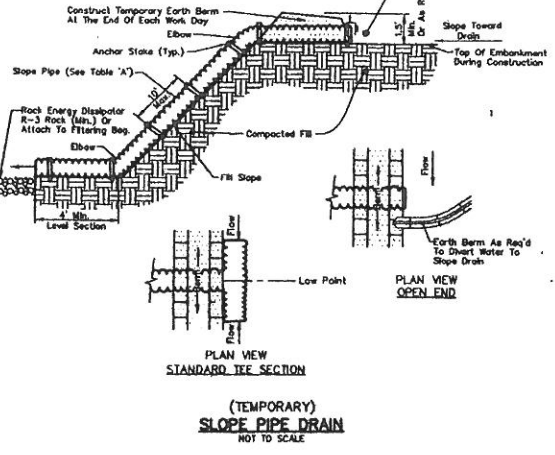 Construct Temporary Earth Berm
At The End Of Each Work Day
Elbow
Anchor Stake (Typ.)
Slope Pipe (See Table 'A')
10'
Max.
Rock Energy Dissipator
R-3 Rock (Min.) Or
Attach To Filtering Bag.
Elbow
4' Min.
Level Section
Fill Slope
Compacted Fill
1.5'
Min.
Or As R
Slope Toward
Drain
Top Of Embankment
During Construction
Flow
Berm
Earth Berm As Req'd
To Divert Water To
Slope Drain
PLAN VIEW
OPEN END
Flow
Berm
Low Point
Flow
PLAN VIEW
STANDARD TEE SECTION
(TEMPORARY)
SLOPE PIPE DRAIN
NOT TO SCALE